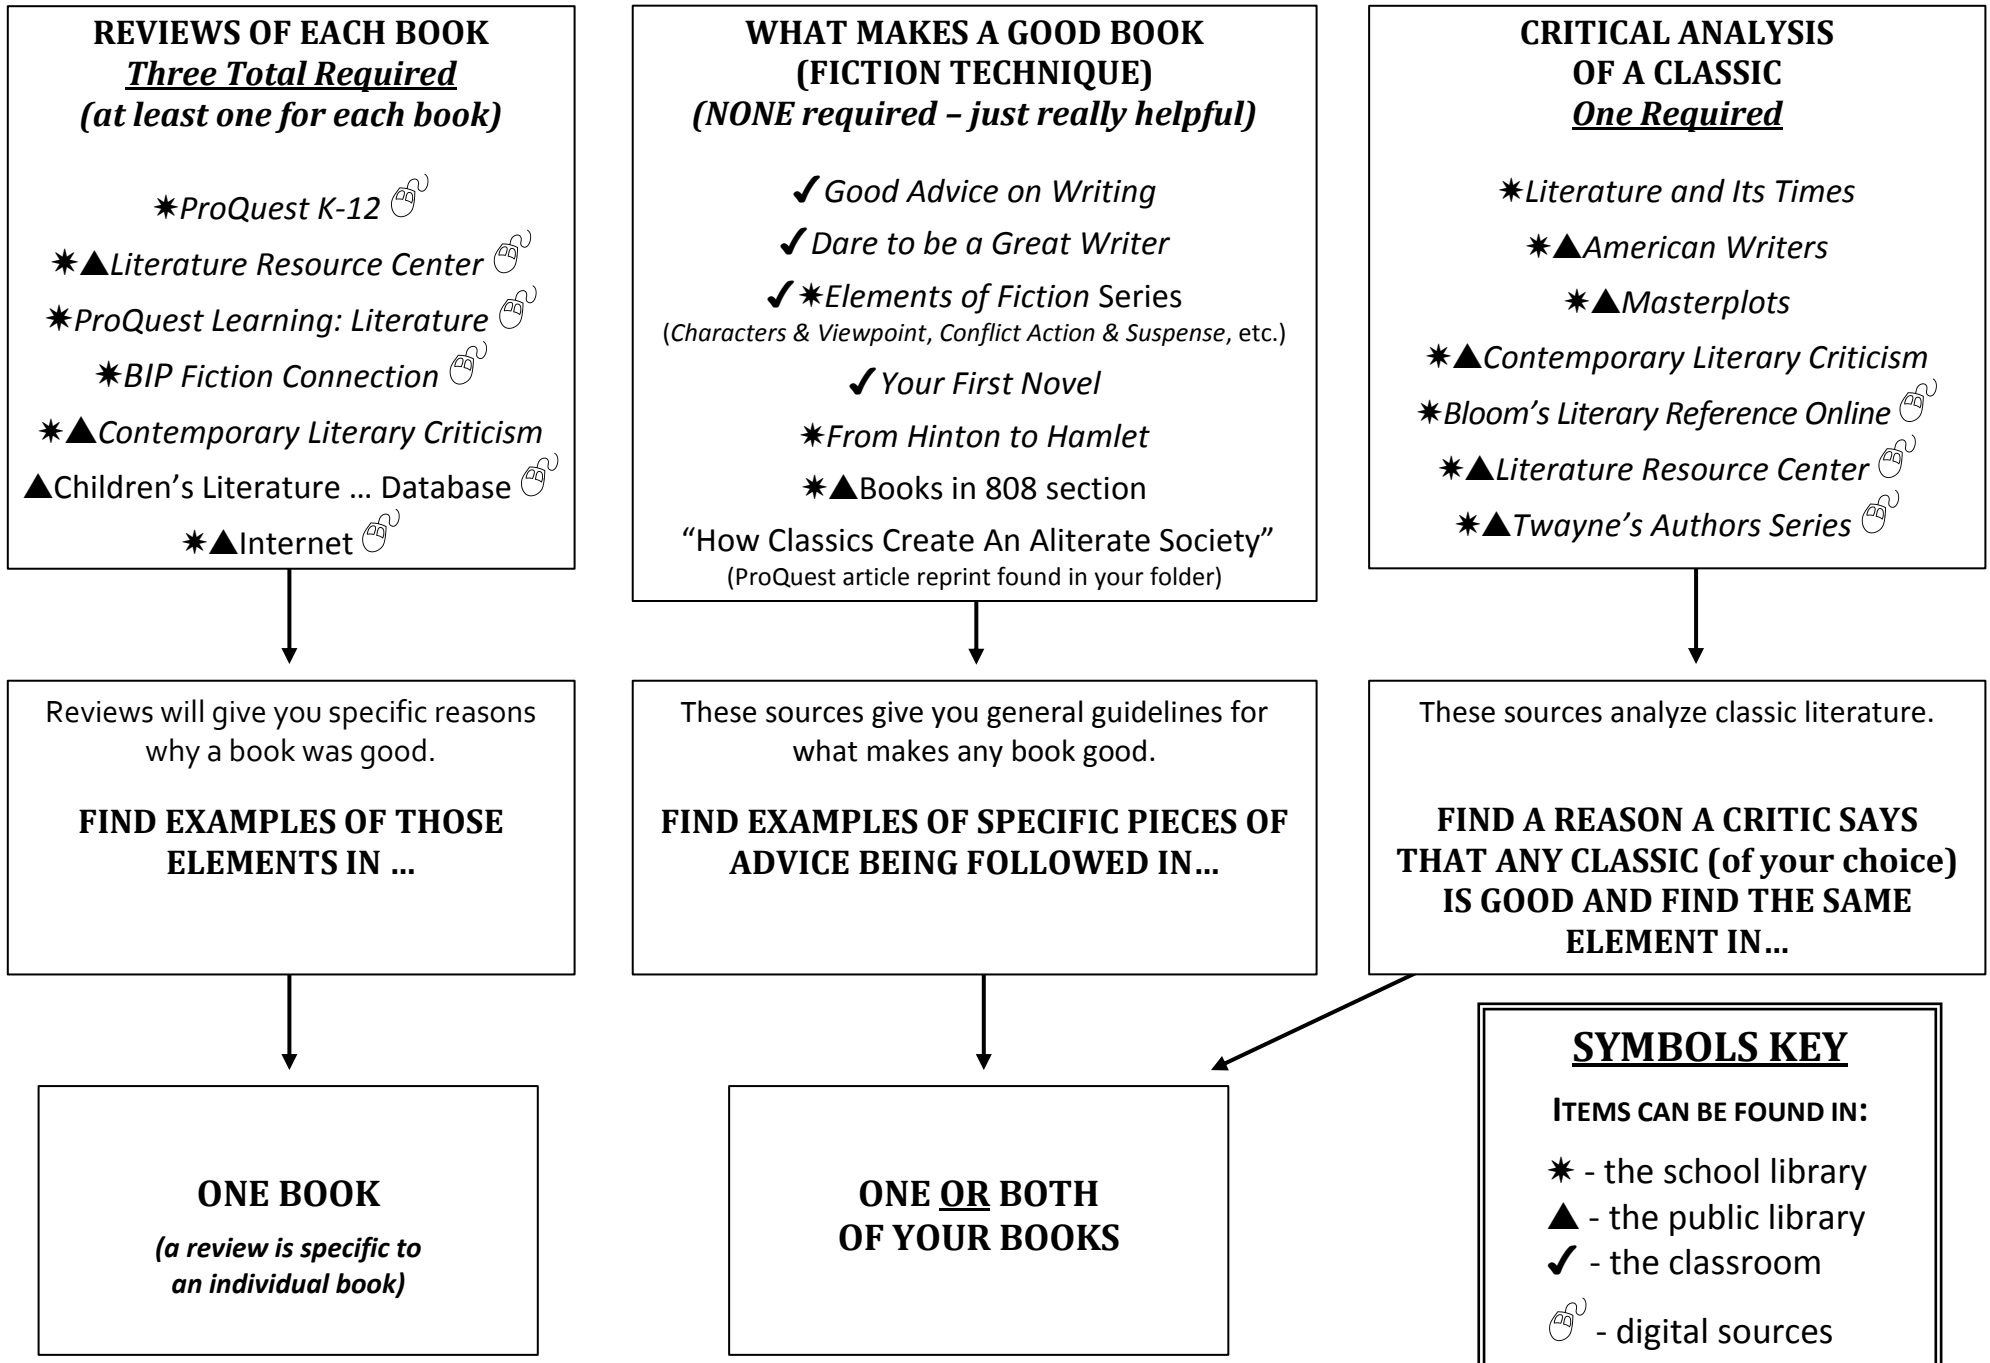 REVIEWS OF EACH BOOK
Three Total Required
(at least one for each book)
✷ProQuest K-12
✷▲Literature Resource Center
✷ProQuest Learning: Literature
✷BIP Fiction Connection
✷▲Contemporary Literary Criticism
▲Children’s Literature ... Database
✷▲Internet
WHAT MAKES A GOOD BOOK
(FICTION TECHNIQUE)
(NONE required – just really helpful)
✓Good Advice on Writing
✓Dare to be a Great Writer
✓✷Elements of Fiction Series
(Characters & Viewpoint, Conflict Action & Suspense, etc.)
✓Your First Novel
✷From Hinton to Hamlet
✷▲Books in 808 section
“How Classics Create An Aliterate Society”
(ProQuest article reprint found in your folder)
CRITICAL ANALYSIS
OF A CLASSIC
One Required
✷Literature and Its Times
✷▲American Writers
✷▲Masterplots
✷▲Contemporary Literary Criticism
✷Bloom’s Literary Reference Online
✷▲Literature Resource Center
✷▲Twayne’s Authors Series
Reviews will give you specific reasons
why a book was good.
FIND EXAMPLES OF THOSE
ELEMENTS IN ...
These sources give you general guidelines for
what makes any book good.
FIND EXAMPLES OF SPECIFIC PIECES OF
ADVICE BEING FOLLOWED IN...
These sources analyze classic literature.
FIND A REASON A CRITIC SAYS
THAT ANY CLASSIC (of your choice)
IS GOOD AND FIND THE SAME
ELEMENT IN...
ONE BOOK
(a review is specific to
an individual book)
ONE OR BOTH
OF YOUR BOOKS
SYMBOLS KEY
ITEMS CAN BE FOUND IN:
✷ - the school library
▲ - the public library
✓ - the classroom
- digital sources